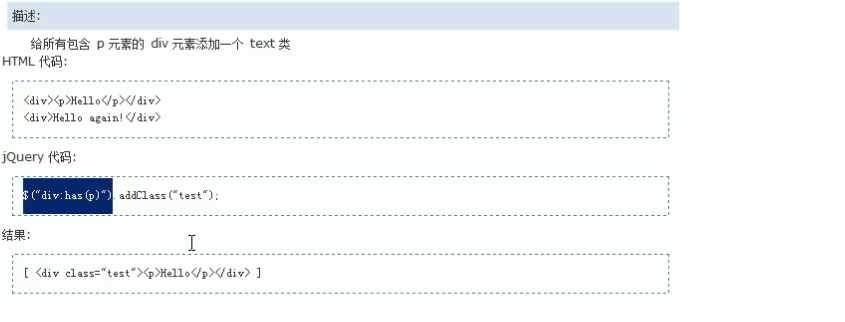 描述:
给所有包含 p 元素的 div 元素添加一个 text 类
HTML 代码:
<div><p>Hello</p></div>
<div>Hello again!</div>
jQuery 代码:
$("div:has(p)").addClass("test");
结果:
[ <div class="test"><p>Hello</p></div> ]